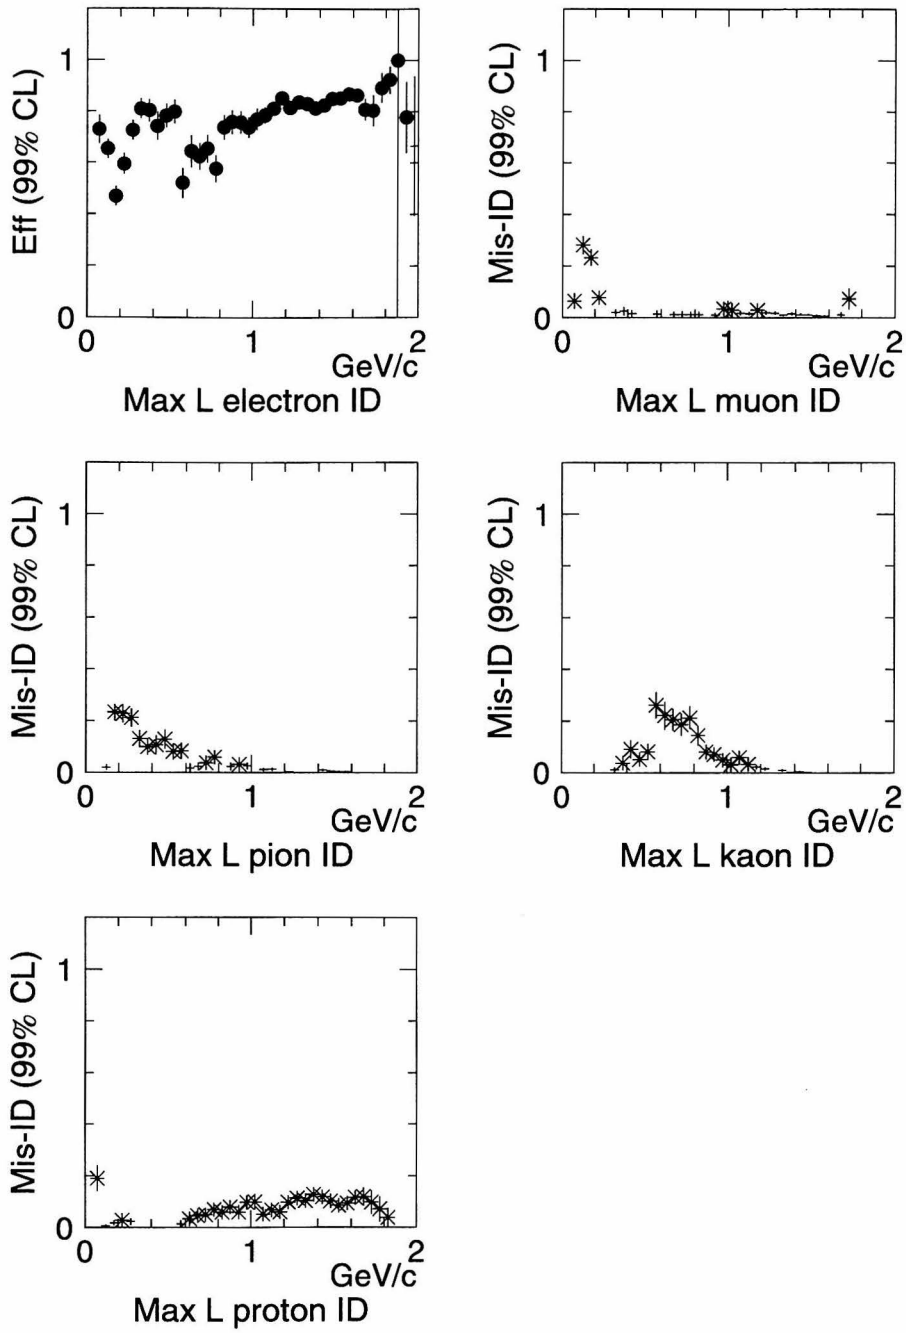 Eff (99% CL)
1
0
0
1
2
GeV/c
Max L electron ID
Mis-ID (99% CL)
1
0
0
1
2
GeV/c
Max L muon ID
Mis-ID (99% CL)
1
0
0
1
2
GeV/c
Max L pion ID
Mis-ID (99% CL)
1
0
0
1
2
GeV/c
Max L kaon ID
Mis-ID (99% CL)
1
0
0
1
2
GeV/c
Max L proton ID